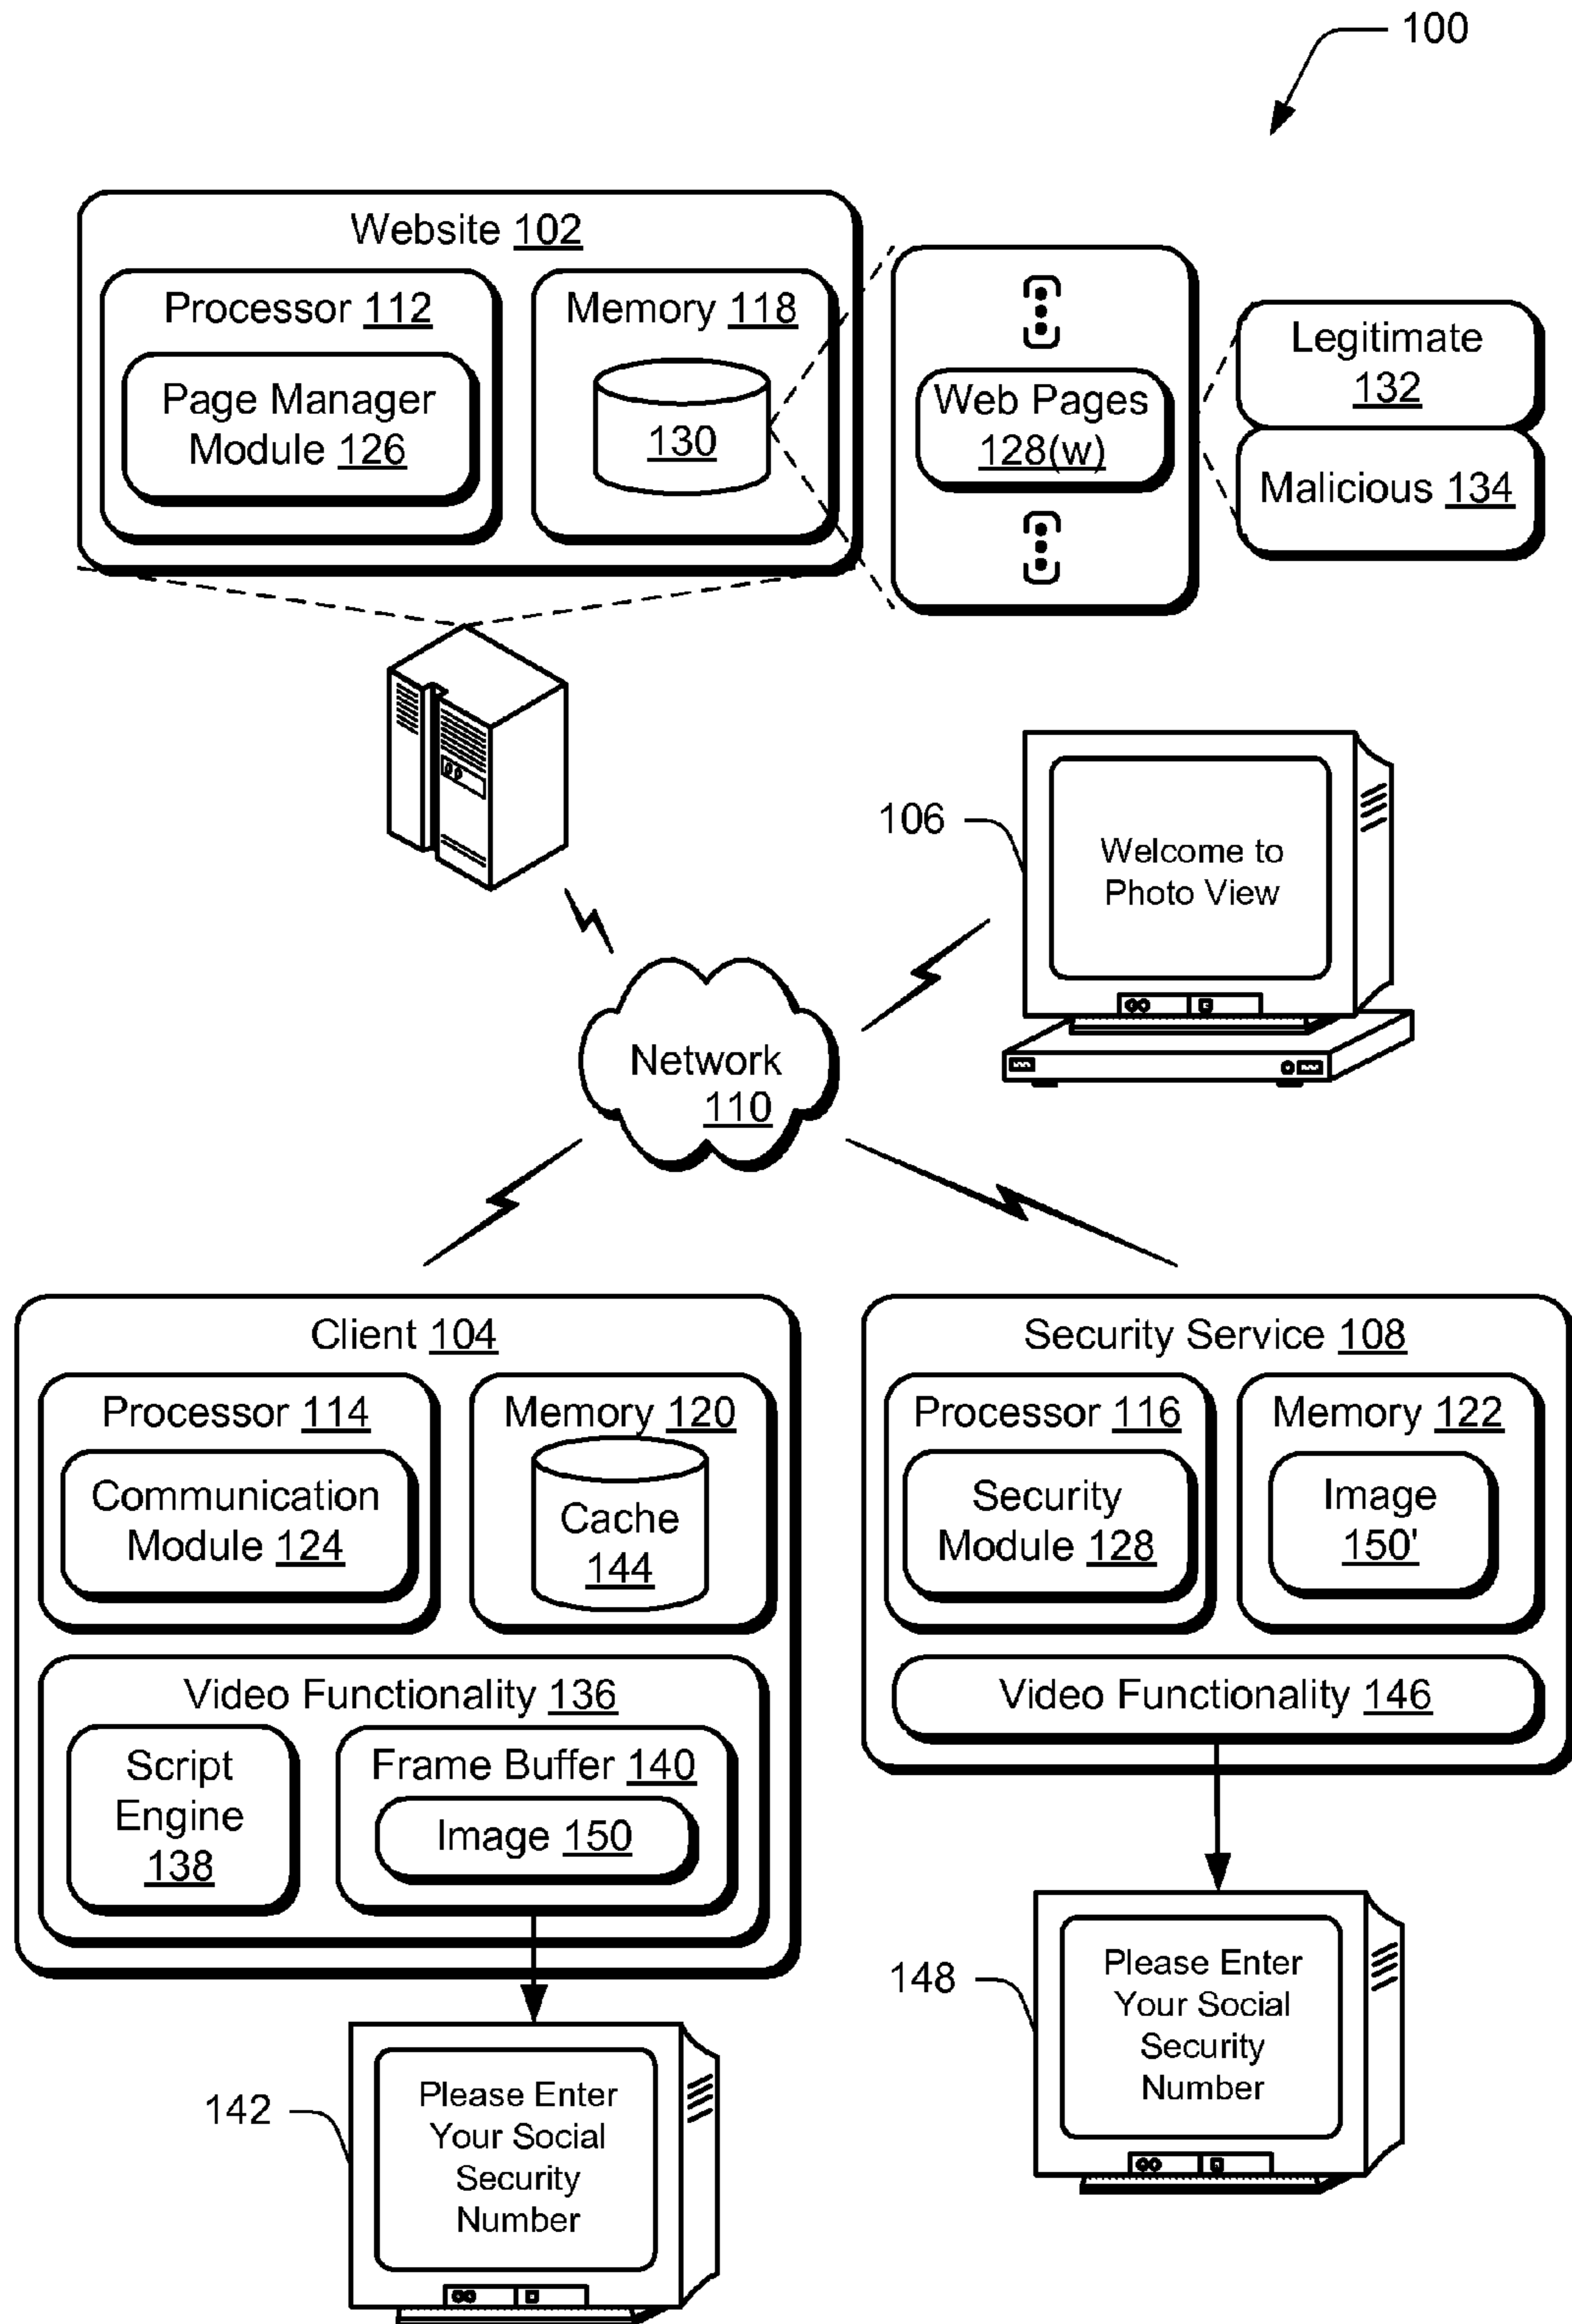 100
Website 102
Processor 112
Page Manager
Module 126
Memory 118
130
Web Pages
128(w)
Legitimate
132
Malicious 134
106
Welcome to
Photo View
Network
110
Client 104
Processor 114
Communication
Module 124
Memory 120
Cache
144
Video Functionality 136
Script
Engine
138
Frame Buffer 140
Image 150
142
Please Enter
Your Social
Security
Number
Security Service 108
Processor 116
Security
Module 128
Memory 122
Image
150'
Video Functionality 146
148
Please Enter
Your Social
Security
Number